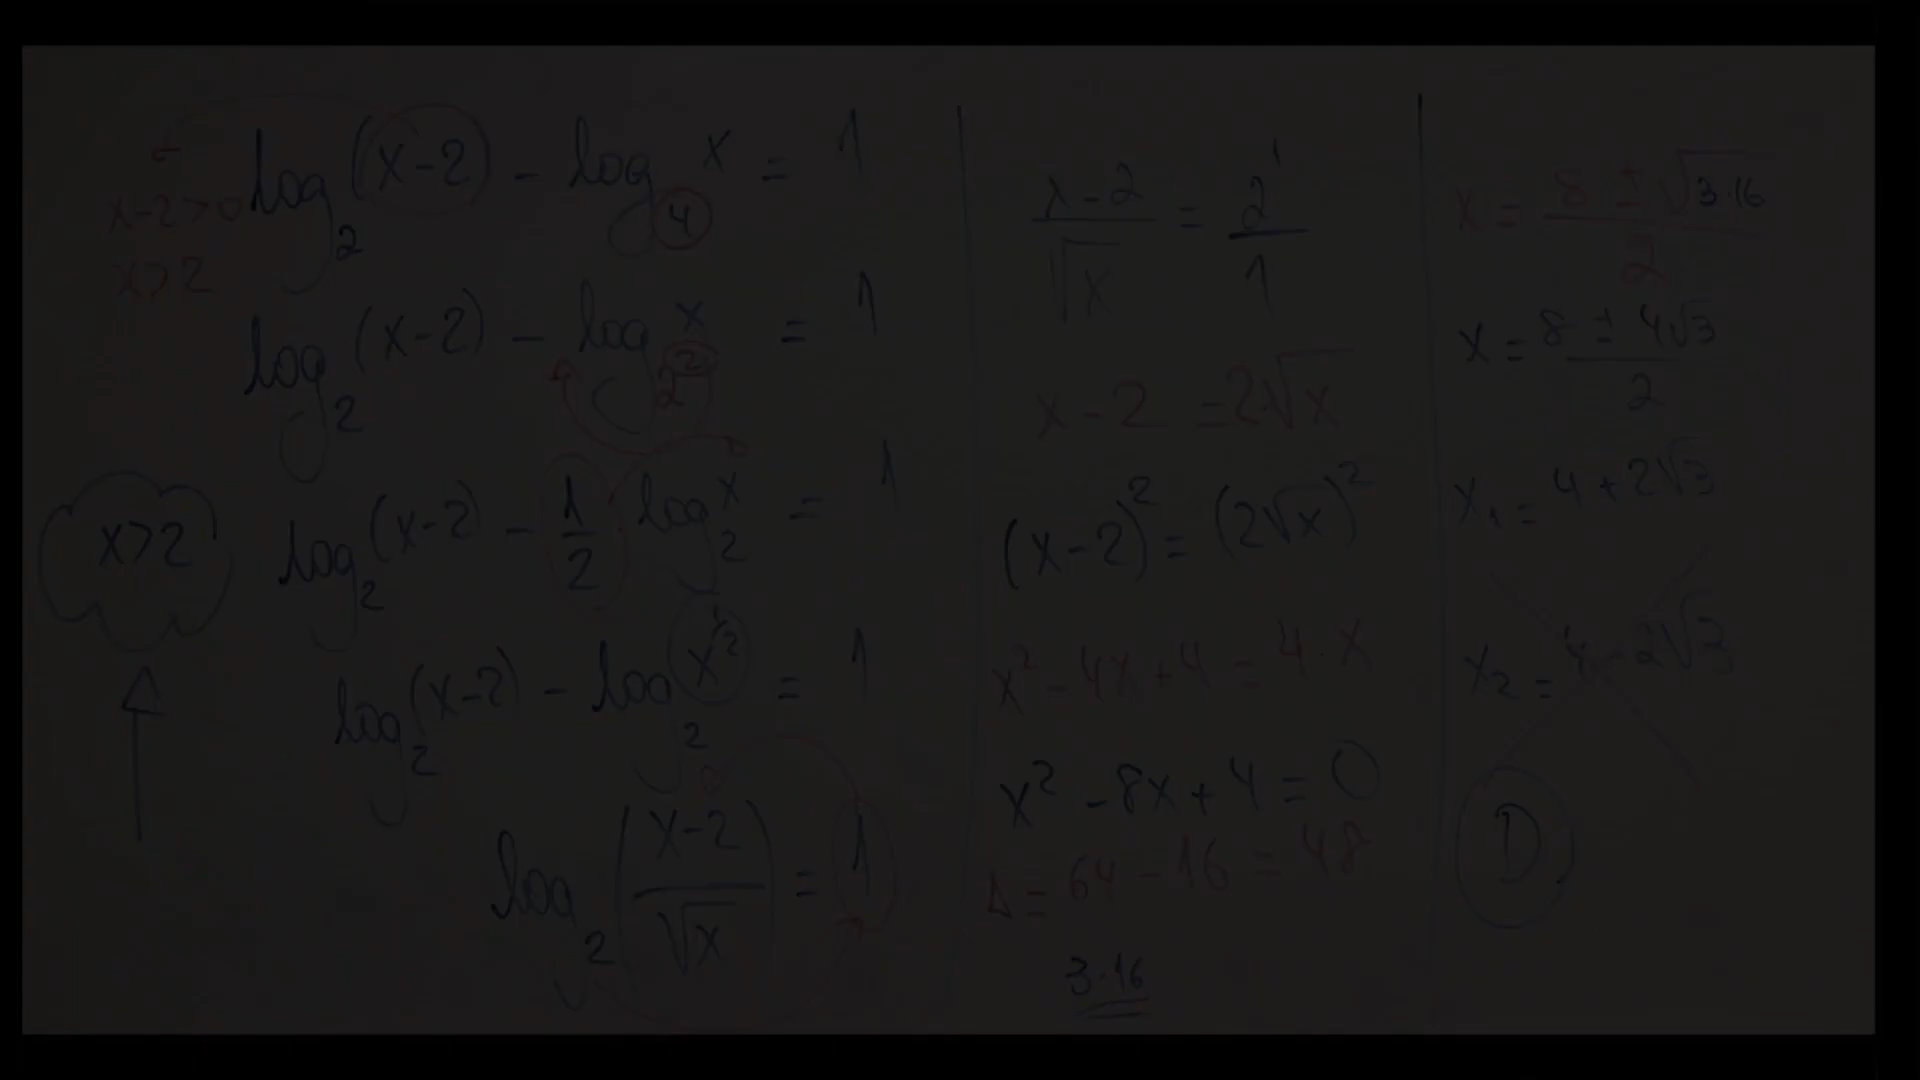 log₂(x-2) - log₄ x = 1
x-2>0
x>2
log₂(x-2) - log_{2²} x = 1
x>2
log₂(x-2) - 1/2 · log₂ x = 1
log₂(x-2) - log₂ x^{1/2} = 1
log₂((x-2)/√x) = 1
(x-2)/√x = 2¹/1
x-2 = 2√x
(x-2)² = (2√x)²
x² - 4x + 4 = 4·x
x² - 8x + 4 = 0
Δ = 64 - 16 = 48
3·16
x = (8 ± √3·16)/2
x = (8 ± 4√3)/2
x₁ = 4 + 2√3
x₂ = 4 - 2√3
D